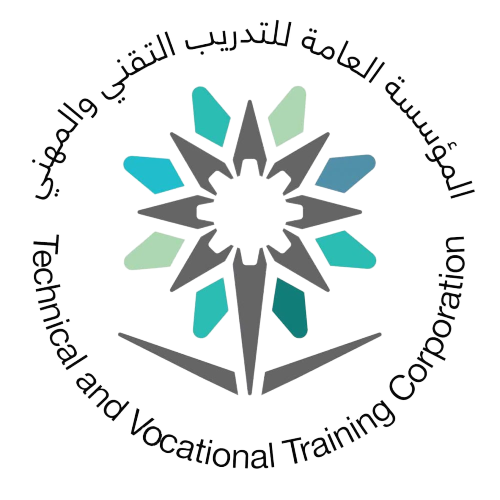 المؤسسة العامة للتدريب التقني والمهني
Technical and Vocational Training Corporation